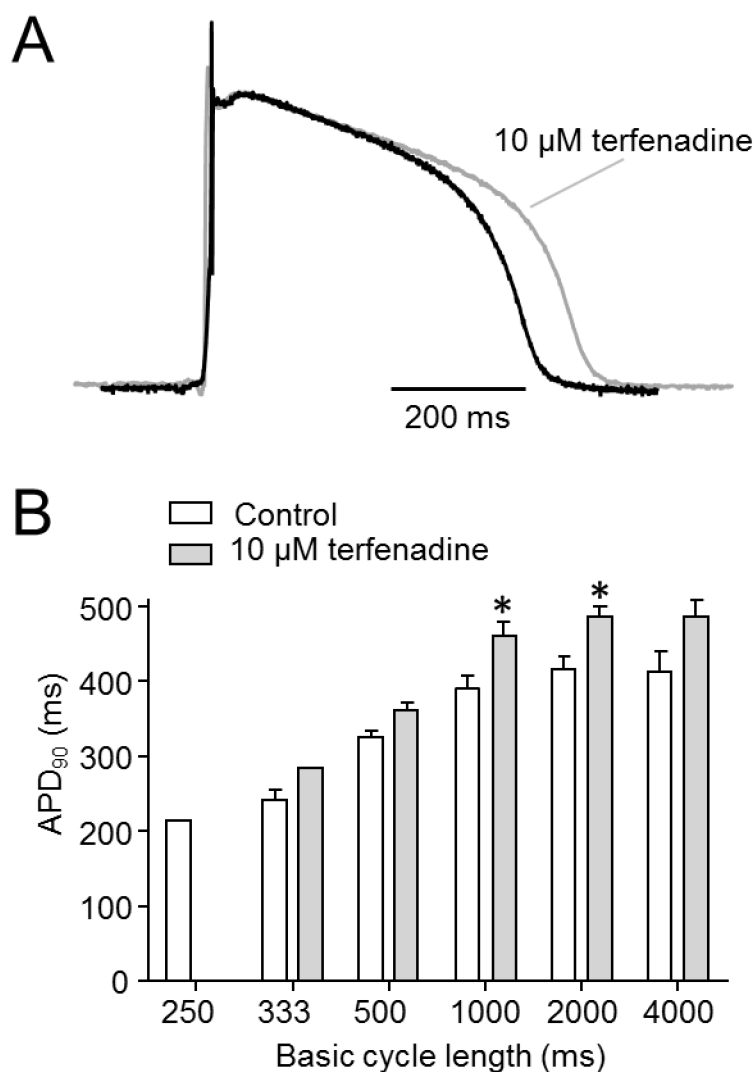 A
10 µM terfenadine
200 ms
B
Control
10 µM terfenadine
500
400
300
200
100
0
APD90 (ms)
* *
250 333 500 1000 2000 4000
Basic cycle length (ms)